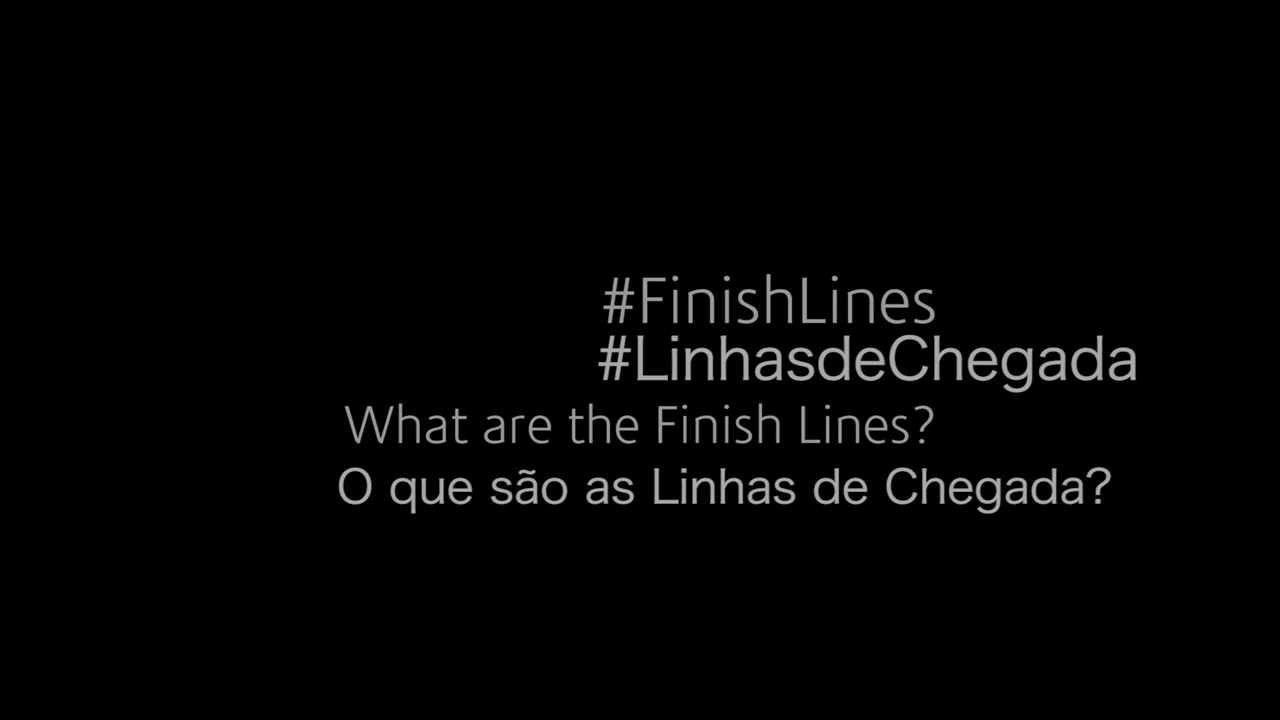 #FinishLines
#LinhasdeChegada
What are the Finish Lines?
O que são as Linhas de Chegada?